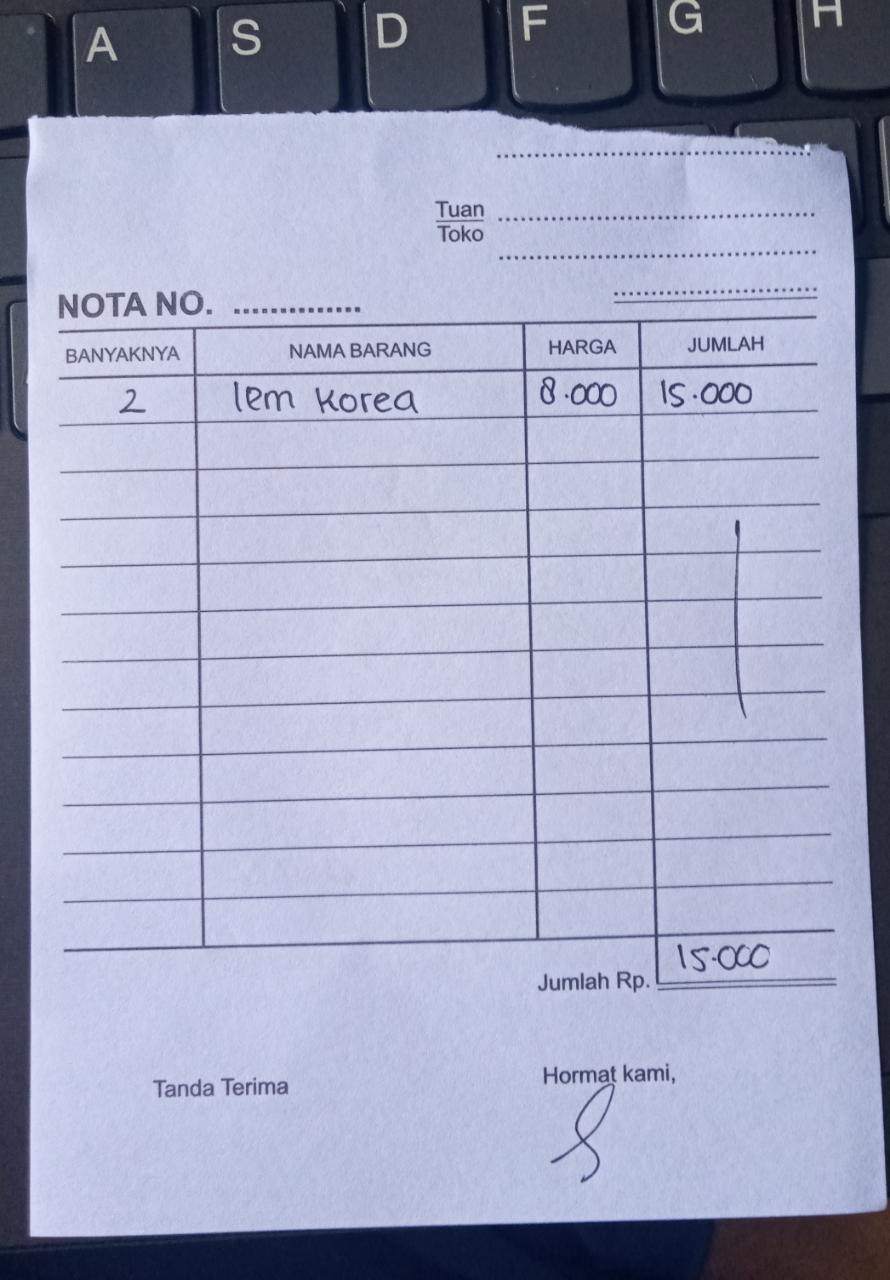 A S D F G H
Tuan
Toko
NOTA NO. ..............
BANYAKNYA NAMA BARANG HARGA JUMLAH
2 lem Korea 8.000 15.000
15.000
Jumlah Rp.
Tanda Terima Hormat kami,